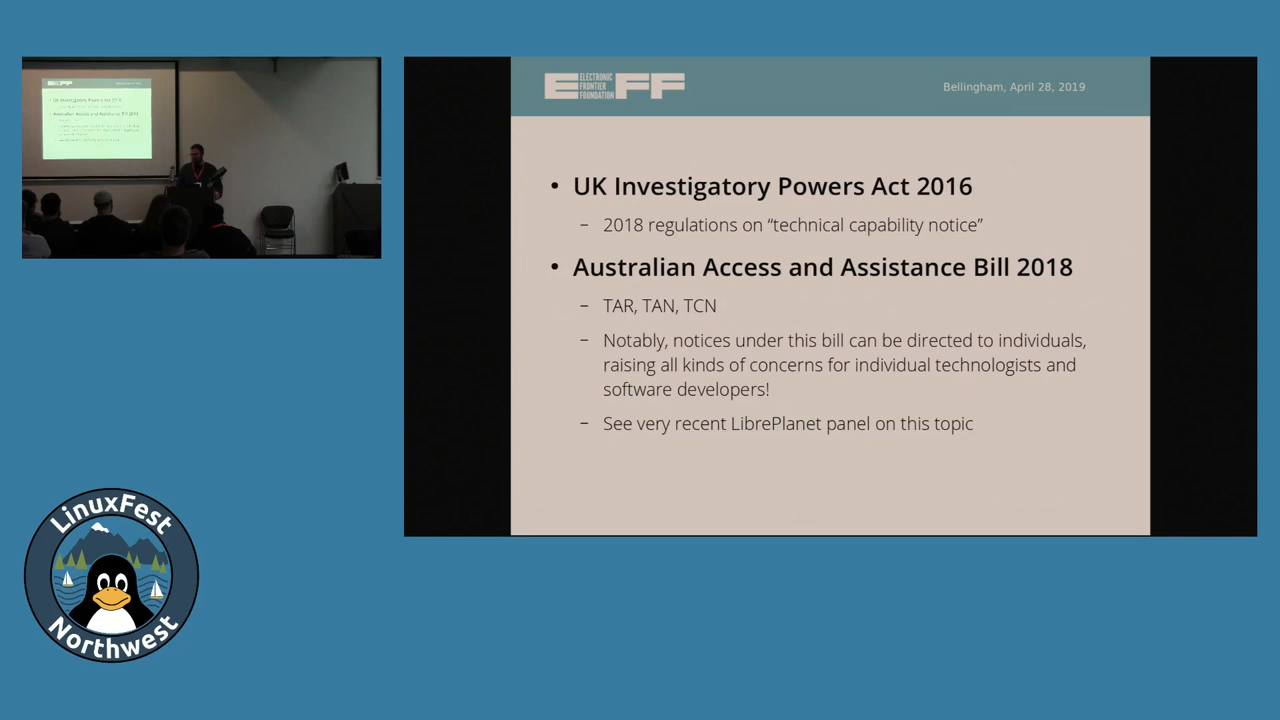 EFF
ELECTRONIC
FRONTIER
FOUNDATION
Bellingham, April 28, 2019
• UK Investigatory Powers Act 2016
– 2018 regulations on “technical capability notice”
• Australian Access and Assistance Bill 2018
– TAR, TAN, TCN
– Notably, notices under this bill can be directed to individuals,
raising all kinds of concerns for individual technologists and
software developers!
– See very recent LibrePlanet panel on this topic
LinuxFest
Northwest